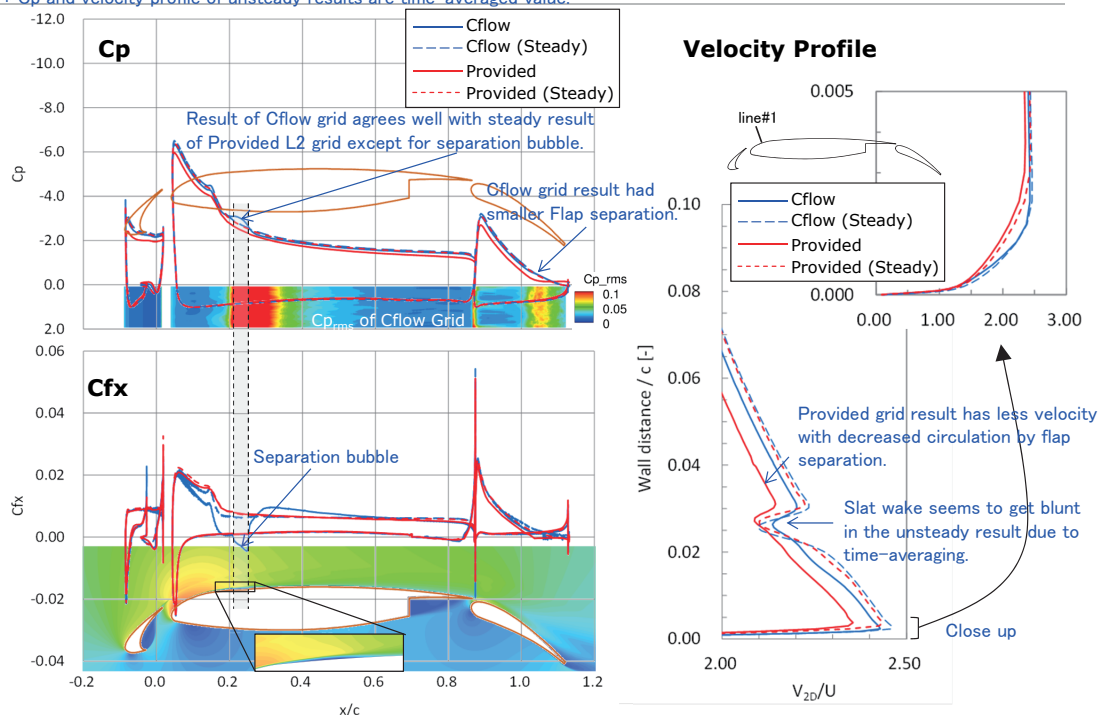 Cp and velocity profile of unsteady results are time-averaged value.
Cp
-12.0
-10.0
-8.0
-6.0
-4.0
-2.0
0.0
2.0
Cp
Cflow
Cflow (Steady)
Provided
Provided (Steady)
Result of Cflow grid agrees well with steady result
of Provided L2 grid except for separation bubble.
Cflow grid result had
smaller Flap separation.
Cp_rms
0.1
0.05
0
Cprms of Cflow Grid
Cfx
0.06
0.04
0.02
0.00
-0.02
-0.04
Cfx
Separation bubble
-0.2
0.0
0.2
0.4
0.6
0.8
1.0
1.2
x/c
Velocity Profile
line#1
Cflow
Cflow (Steady)
Provided
Provided (Steady)
0.005
0.000
0.00
1.00
2.00
3.00
0.10
0.08
0.06
0.04
0.02
0.00
Wall distance / c [-]
Provided grid result has less velocity
with decreased circulation by flap
separation.
Slat wake seems to get blunt
in the unsteady result due to
time-averaging.
Close up
2.00
2.50
V2D/U